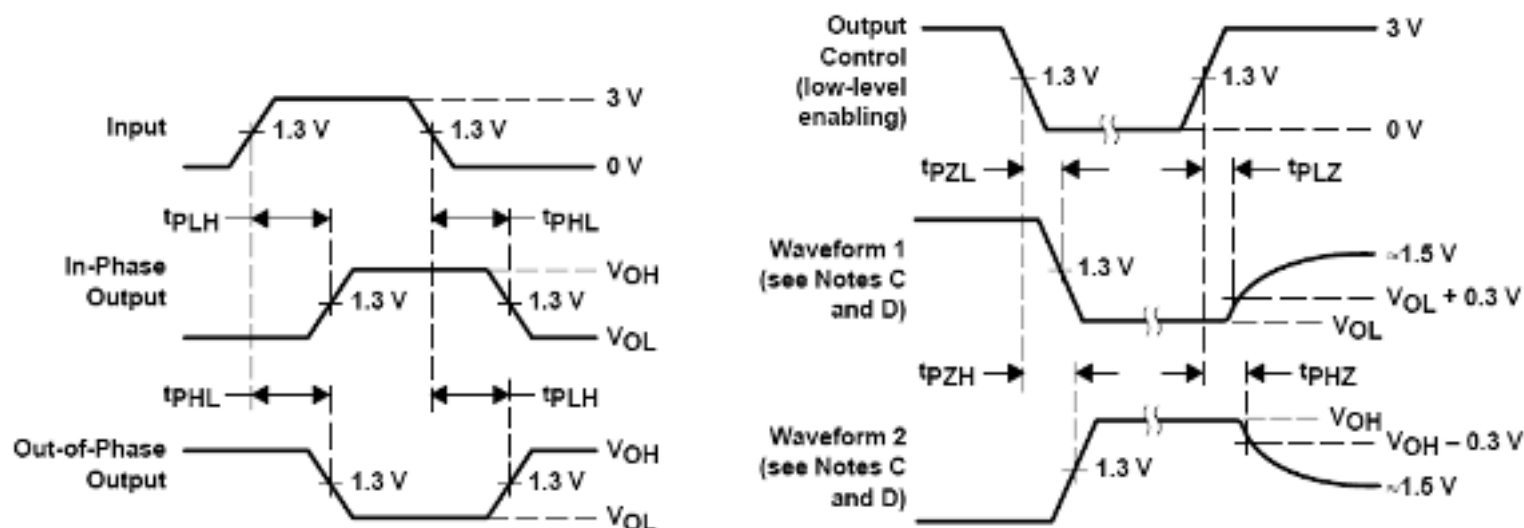 Input
1.3 V
1.3 V
3 V
0 V
tPLH
tPHL
In-Phase
Output
1.3 V
1.3 V
VOH
VOL
tPHL
tPLH
Out-of-Phase
Output
1.3 V
1.3 V
VOH
VOL
Output
Control
(low-level
enabling)
1.3 V
1.3 V
3 V
0 V
tPZL
tPLZ
Waveform 1
(see Notes C
and D)
1.3 V
≈1.5 V
VOL + 0.3 V
VOL
tPZH
tPHZ
Waveform 2
(see Notes C
and D)
1.3 V
VOH
VOH – 0.3 V
≈1.5 V